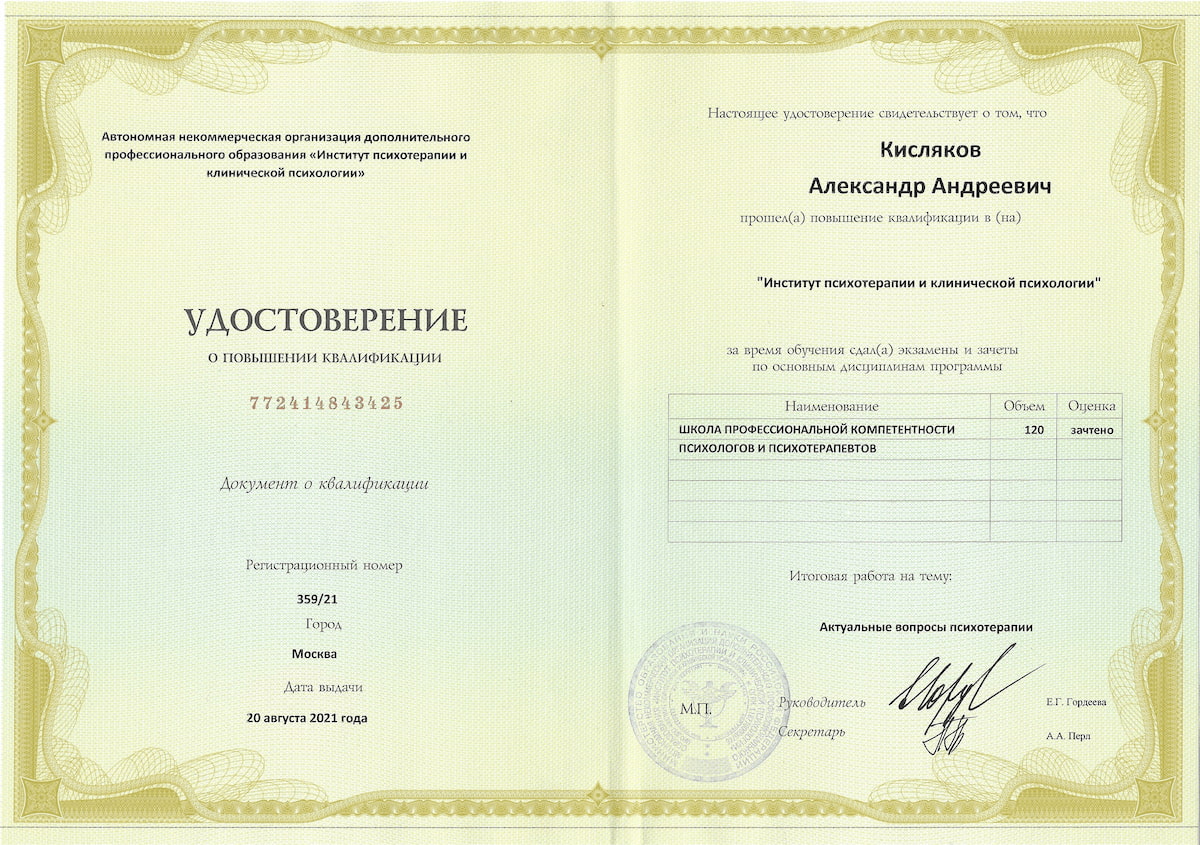 Автономная некоммерческая организация дополнительного
профессионального образования «Институт психотерапии и
клинической психологии»
УДОСТОВЕРЕНИЕ
О ПОВЫШЕНИИ КВАЛИФИКАЦИИ
772414843425
Документ о квалификации
Регистрационный номер
359/21
Город
Москва
Дата выдачи
20 августа 2021 года
Настоящее удостоверение свидетельствует о том, что
Кисляков
Александр Андреевич
прошел(а) повышение квалификации в (на)
"Институт психотерапии и клинической психологии"
за время обучения сдал(а) экзамены и зачеты
по основным дисциплинам программы
Наименование Объем Оценка
ШКОЛА ПРОФЕССИОНАЛЬНОЙ КОМПЕТЕНТНОСТИ 120 зачтено
ПСИХОЛОГОВ И ПСИХОТЕРАПЕВТОВ
Итоговая работа на тему:
Актуальные вопросы психотерапии
М.П.
Руководитель Е.Г. Гордеева
Секретарь А.А. Перл